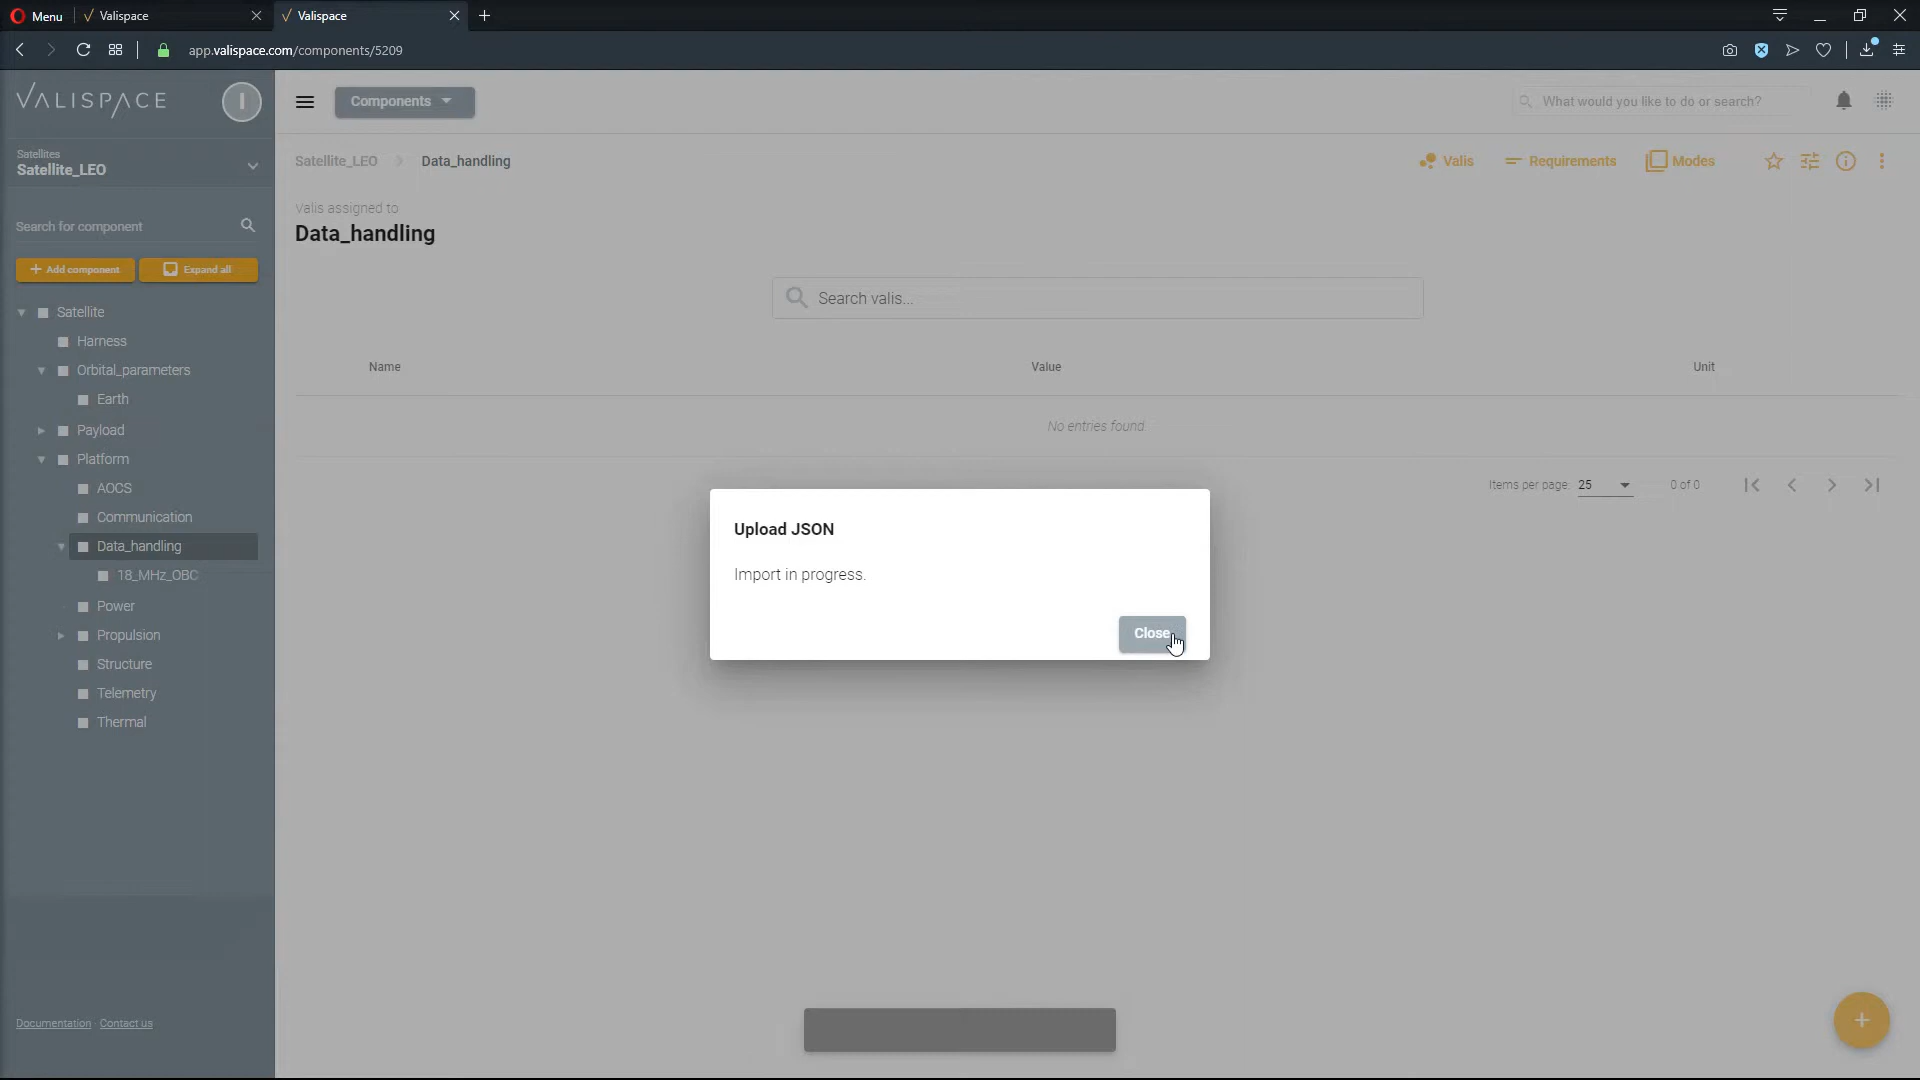 Menu
Valispace
Valispace
app.valispace.com/components/5209
VALISPACE
I
Components
What would you like to do or search?
Satellites
Satellite_LEO
Satellite_LEO
Data_handling
Valis
Requirements
Modes
Search for component
Valis assigned to
Data_handling
Add component
Expand all
Search valis...
Satellite
Harness
Orbital_parameters
Earth
Payload
Platform
AOCS
Communication
Data_handling
18_MHz_OBC
Power
Propulsion
Structure
Telemetry
Thermal
Name
Value
Unit
No entries found.
Items per page:
25
0 of 0
Upload JSON
Import in progress.
Close
Documentation · Contact us